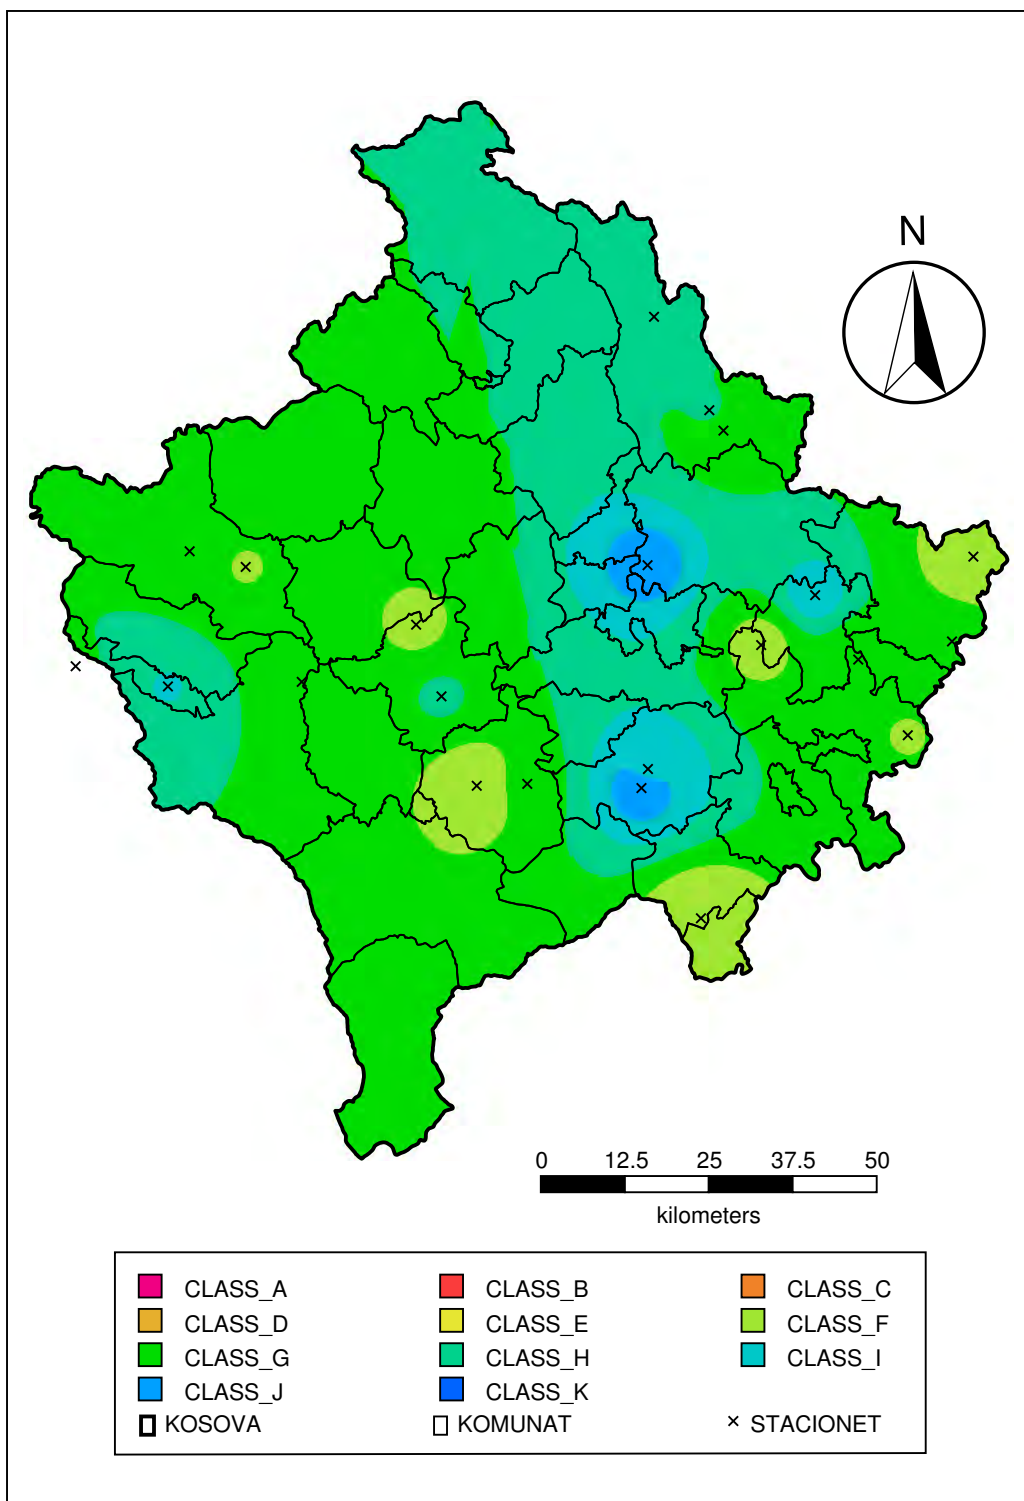 N
0 12.5 25 37.5 50
kilometers
CLASS_A CLASS_B CLASS_C
CLASS_D CLASS_E CLASS_F
CLASS_G CLASS_H CLASS_I
CLASS_J CLASS_K
KOSOVA KOMUNAT STACIONET